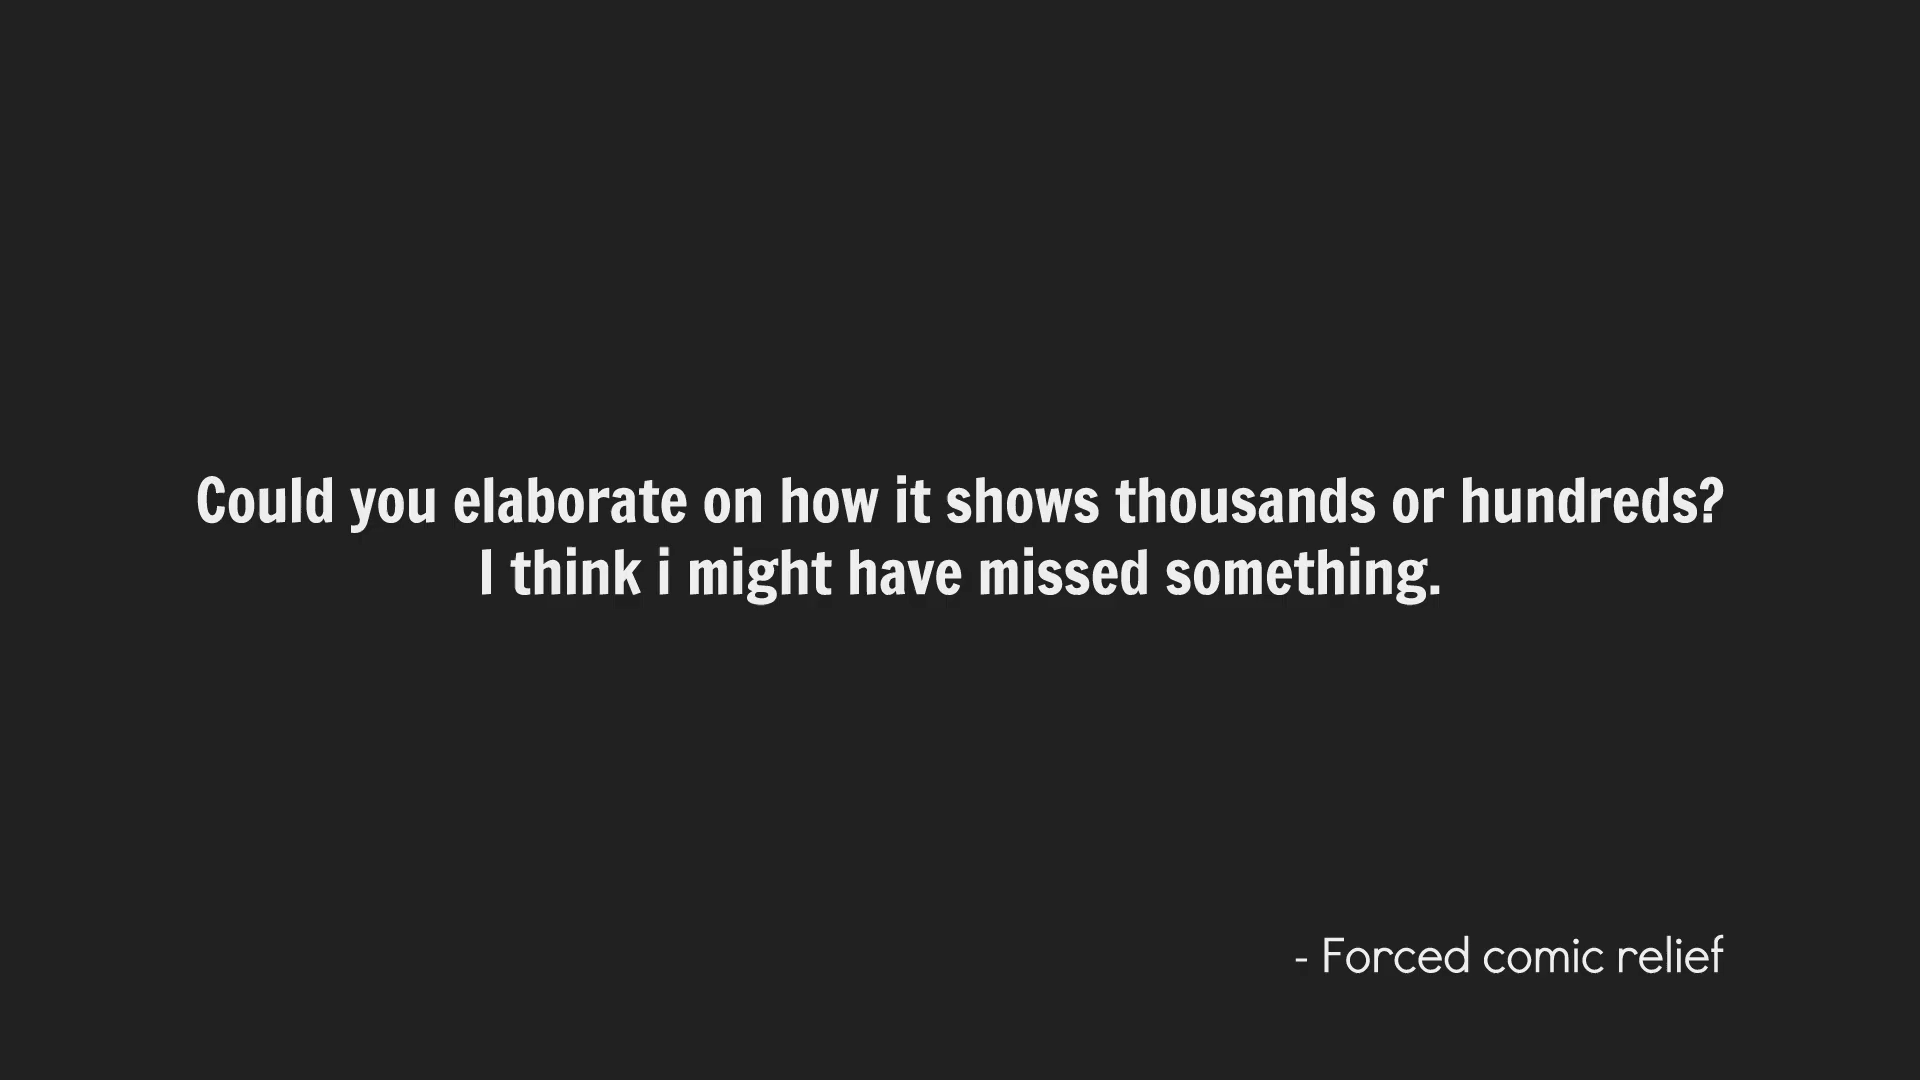 Could you elaborate on how it shows thousands or hundreds?
I think i might have missed something.
- Forced comic relief